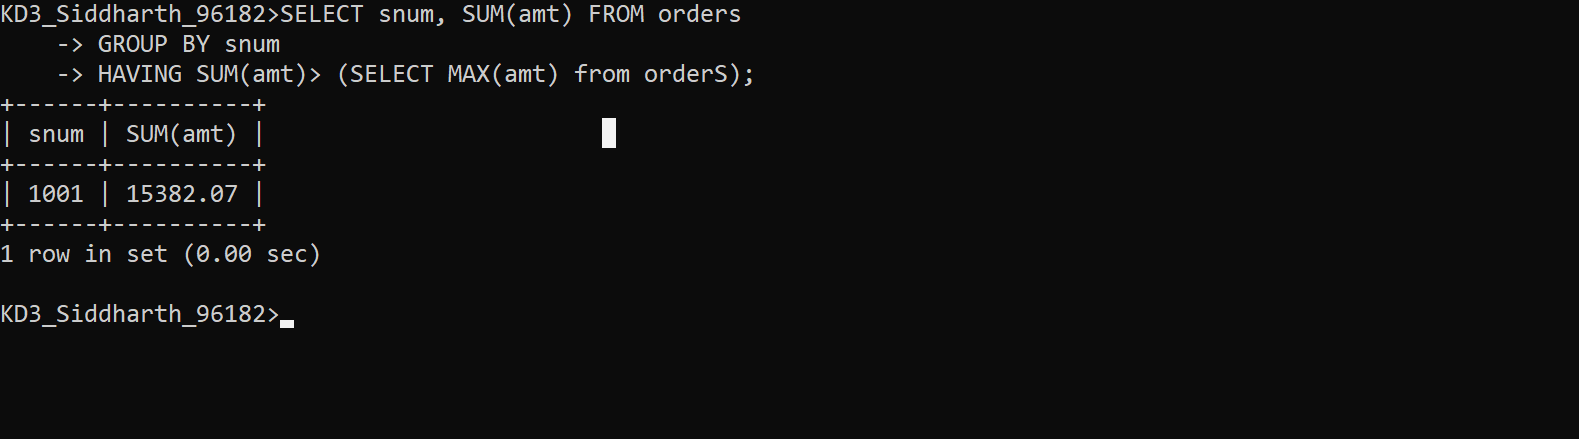 KD3_Siddharth_96182>SELECT snum, SUM(amt) FROM orders
    -> GROUP BY snum
    -> HAVING SUM(amt)> (SELECT MAX(amt) from orderS);
+------+----------+
| snum | SUM(amt) |
+------+----------+
| 1001 | 15382.07 |
+------+----------+
1 row in set (0.00 sec)

KD3_Siddharth_96182>